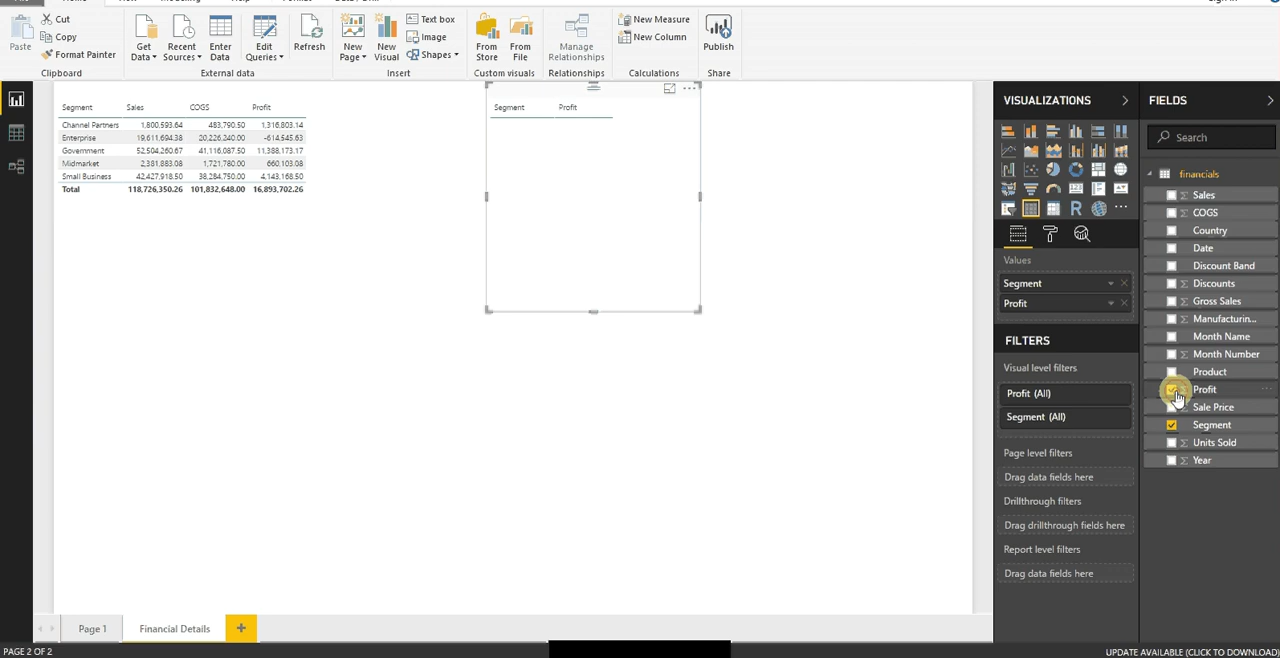 Cut
Copy
Format Painter
Paste
Clipboard
Get Data
Recent Sources
Enter Data
Edit Queries
Refresh
External data
New Page
New Visual
Text box
Image
Shapes
Insert
From Store
From File
Custom visuals
Manage Relationships
Relationships
New Measure
New Column
Calculations
Publish
Share
Segment Sales COGS Profit
Channel Partners 1,800,593.64 483,790.50 1,316,803.14
Enterprise 19,611,694.38 20,226,240.00 -614,545.63
Government 52,504,260.67 41,116,087.50 11,388,173.17
Midmarket 2,381,883.08 1,721,780.00 660,103.08
Small Business 42,427,918.50 38,284,750.00 4,143,168.50
Total 118,726,350.26 101,832,648.00 16,893,702.26
Segment Profit
VISUALIZATIONS
Values
Segment
Profit
FILTERS
Visual level filters
Profit (All)
Segment (All)
Page level filters
Drag data fields here
Drillthrough filters
Drag drillthrough fields here
Report level filters
Drag data fields here
FIELDS
Search
financials
Σ Sales
Σ COGS
Country
Date
Discount Band
Σ Discounts
Σ Gross Sales
Σ Manufacturin...
Month Name
Σ Month Number
Product
Profit
Sale Price
Segment
Σ Units Sold
Σ Year
Page 1
Financial Details
PAGE 2 OF 2
UPDATE AVAILABLE (CLICK TO DOWNLOAD)